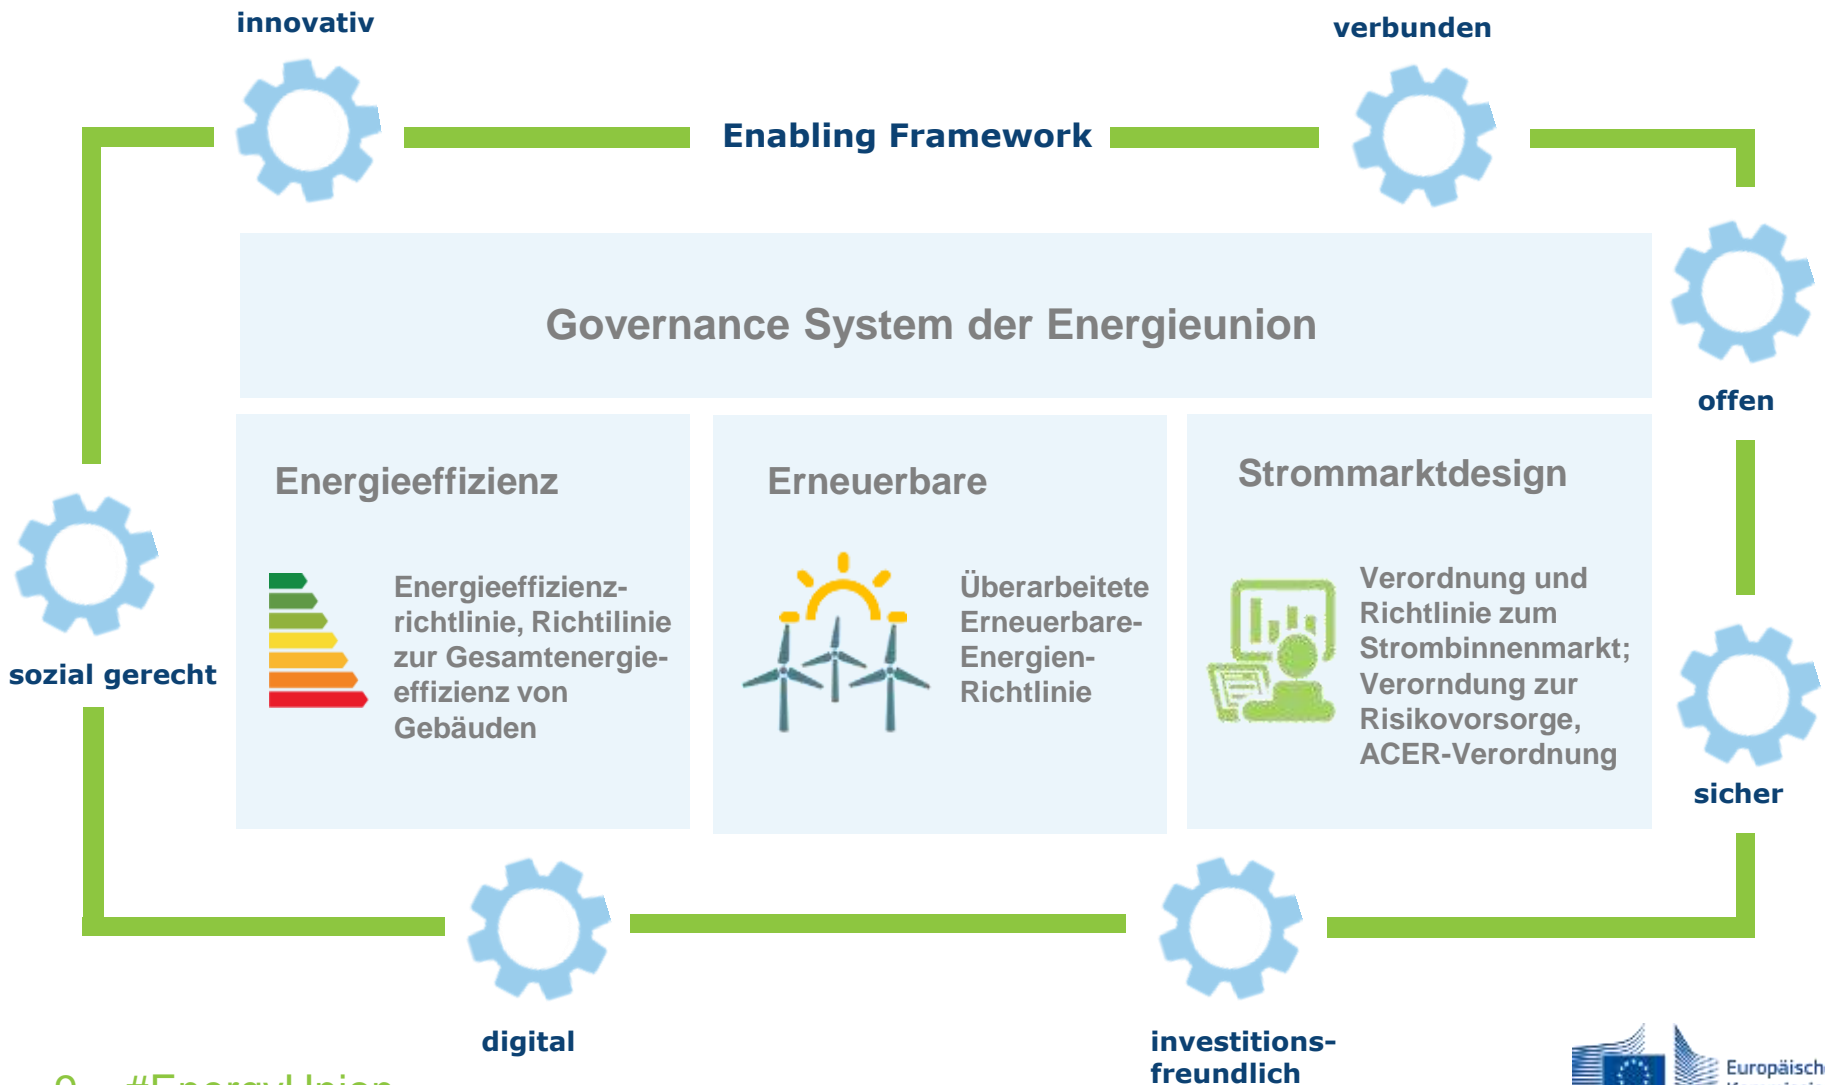 innovativ
verbunden
Enabling Framework
Governance System der Energieunion
offen
Energieeffizienz
Energieeffizienz-
richtlinie, Richtilinie
zur Gesamtenergie-
effizienz von
Gebäuden
Erneuerbare
Überarbeitete
Erneuerbare-
Energien-
Richtlinie
Strommarktdesign
Verordnung und
Richtlinie zum
Strombinnenmarkt;
Verorndung zur
Risikovorsorge,
ACER-Verordnung
sozial gerecht
sicher
digital
investitions-
freundlich
#EnergyUnion
Europäische